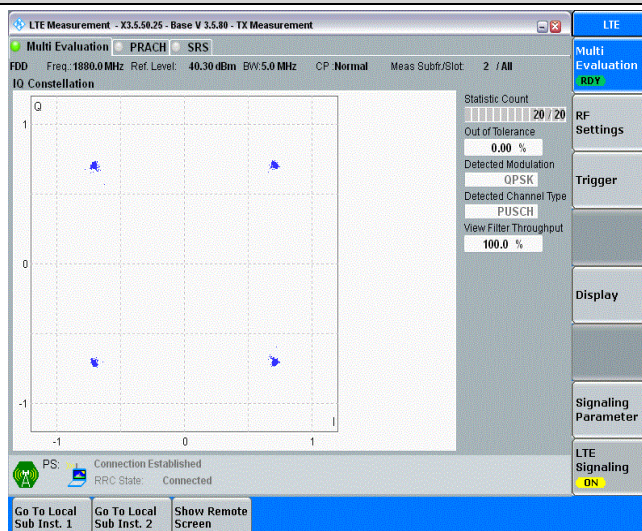 LTE Measurement - X3.5.50.25 - Base V 3.5.80 - TX Measurement
LTE
Multi Evaluation PRACH SRS
FDD Freq.:1880.0 MHz Ref. Level: 40.30 dBm BW:5.0 MHz CP :Normal Meas Subfr./Slot: 2 / All
IQ Constellation
Q
1
0
-1
-1 0 1
I
Statistic Count
20 / 20
Out of Tolerance
0.00 %
Detected Modulation
QPSK
Detected Channel Type
PUSCH
View Filter Throughput
100.0 %
PS:
Connection Established
RRC State: Connected
Multi
Evaluation
RDY
RF
Settings
Trigger
Display
Signaling
Parameter
LTE
Signaling
ON
Go To Local
Sub Inst. 1
Go To Local
Sub Inst. 2
Show Remote
Screen